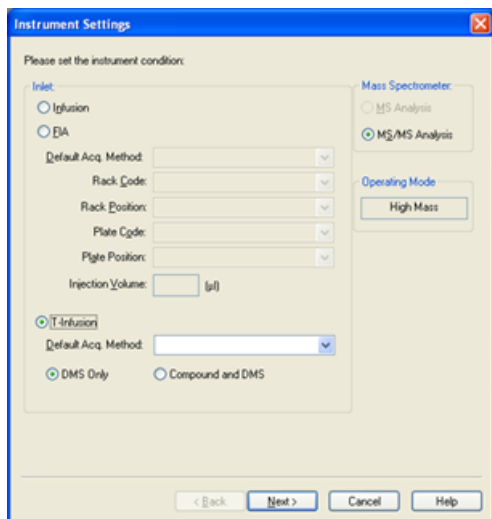 Instrument Settings
Please set the instrument condition:
Inlet:
Infusion
FIA
Default Acq. Method:
Rack Code:
Rack Position:
Plate Code:
Plate Position:
Injection Volume: (µl)
T-Infusion
Default Acq. Method:
DMS Only Compound and DMS
Mass Spectrometer:
MS Analysis
MS/MS Analysis
Operating Mode
High Mass
< Back Next > Cancel Help